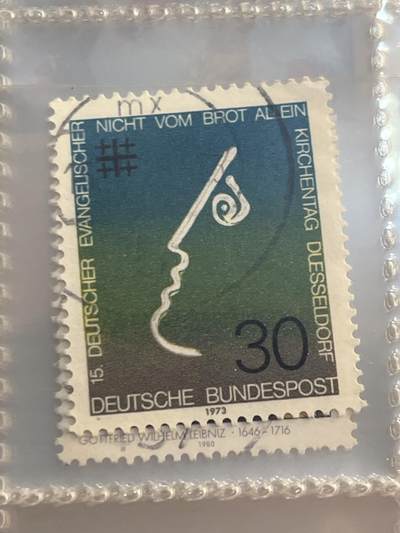 mx
15. DEUTSCHER EVANGELISCHER
NICHT VOM BROT ALLEIN
KIRCHENTAG DUESSELDORF
30
DEUTSCHE BUNDESPOST
1973
GOTTFRIED WILHELM LEIBNIZ · 1646–1716
1980